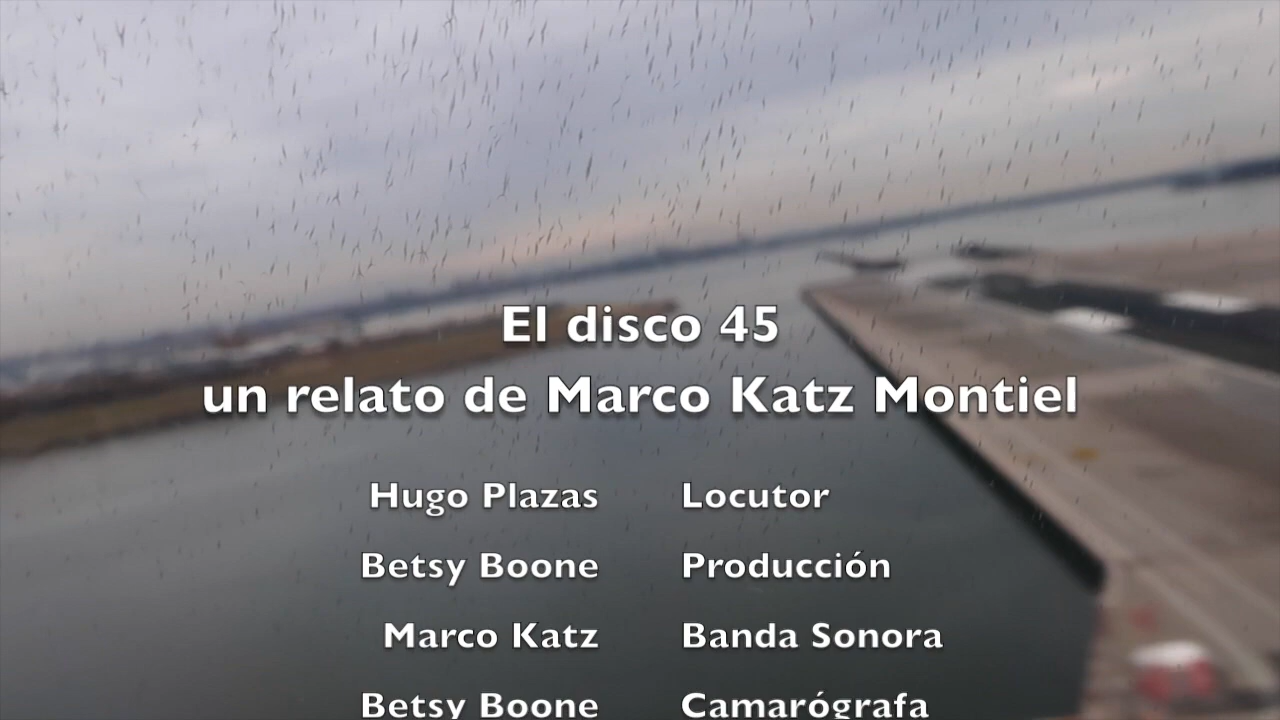 El disco 45
un relato de Marco Katz Montiel
Hugo Plazas Locutor
Betsy Boone Producción
Marco Katz Banda Sonora
Betsy Boone Camarógrafa